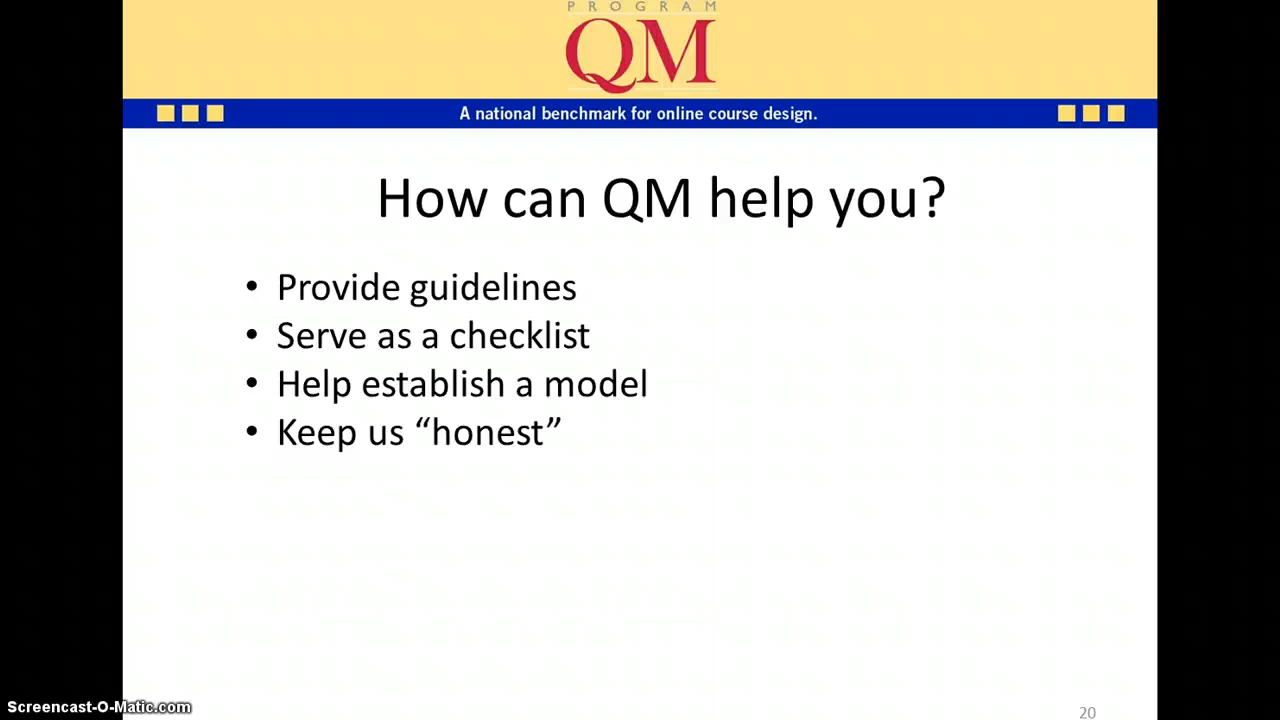 PROGRAM
QM
A national benchmark for online course design.
How can QM help you?
• Provide guidelines
• Serve as a checklist
• Help establish a model
• Keep us “honest”
Screencast-O-Matic.com
20